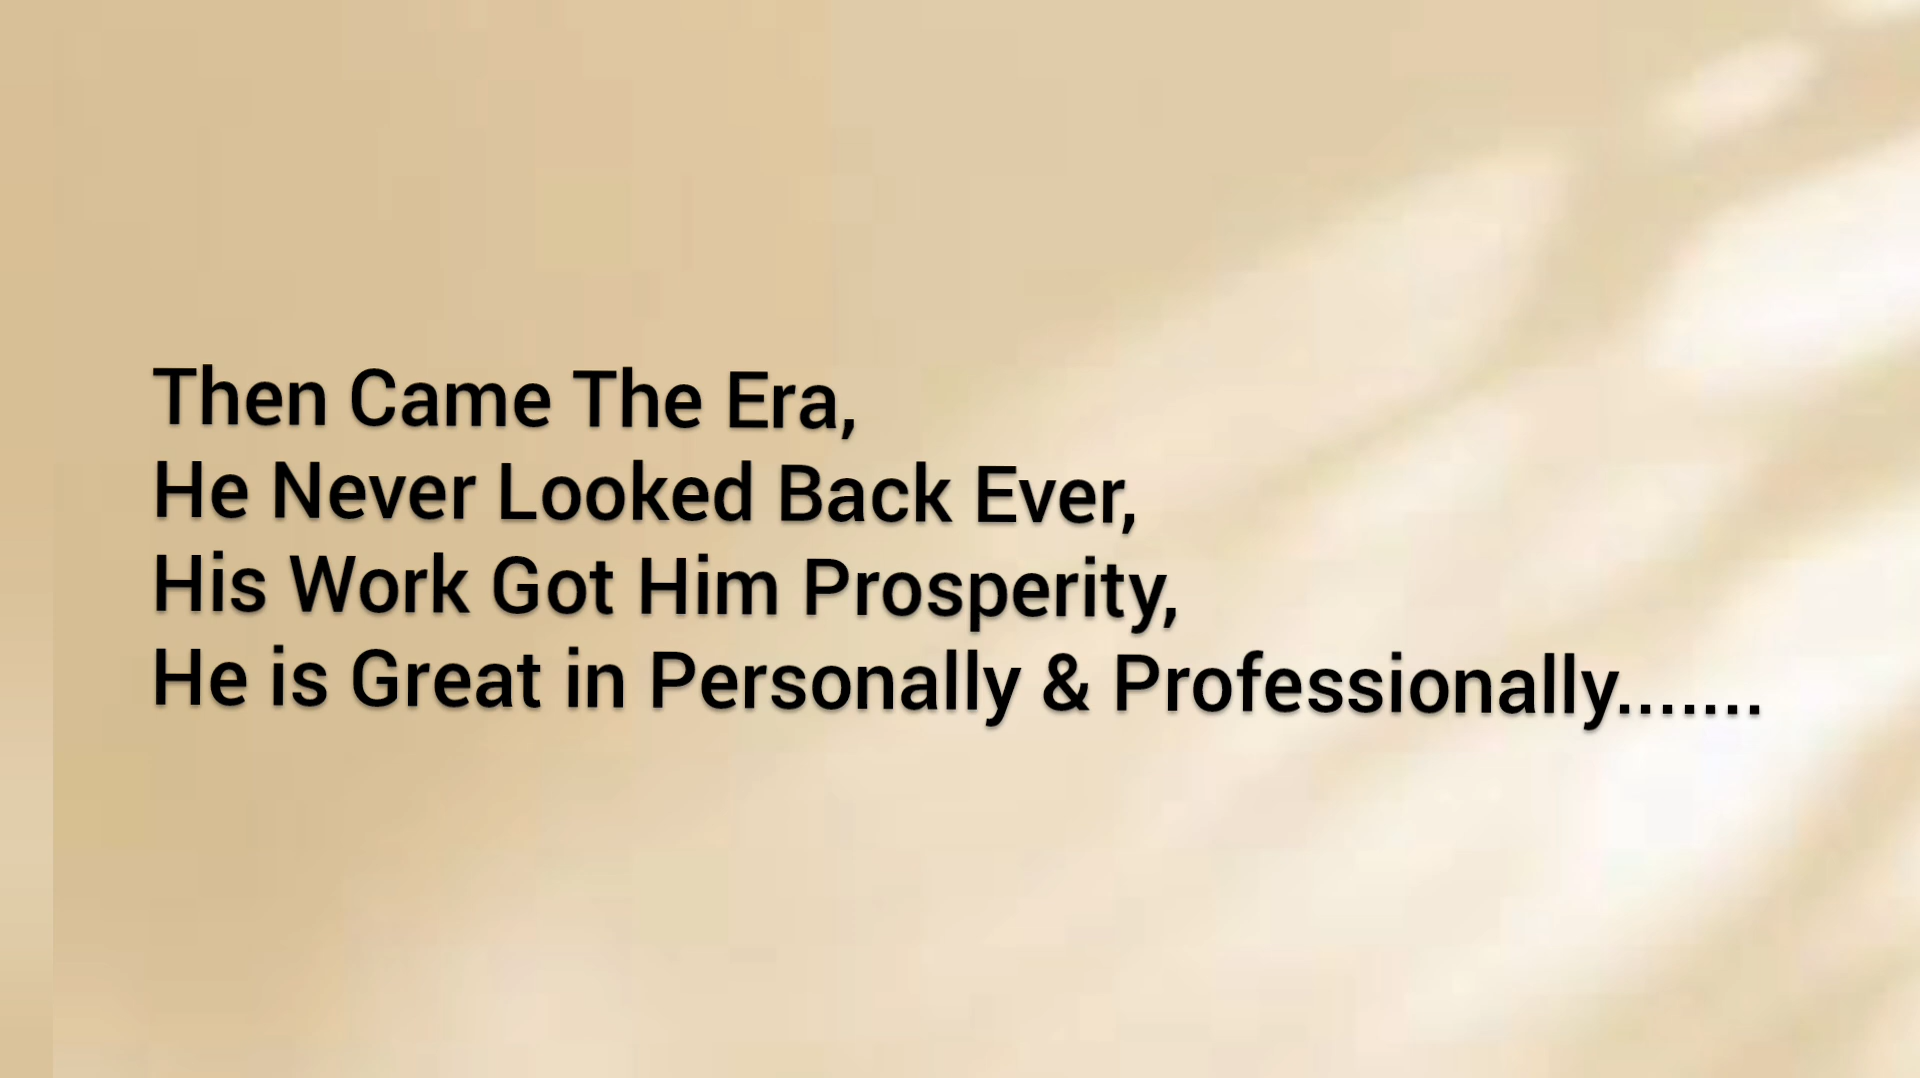 Then Came The Era,
He Never Looked Back Ever,
His Work Got Him Prosperity,
He is Great in Personally & Professionally.......